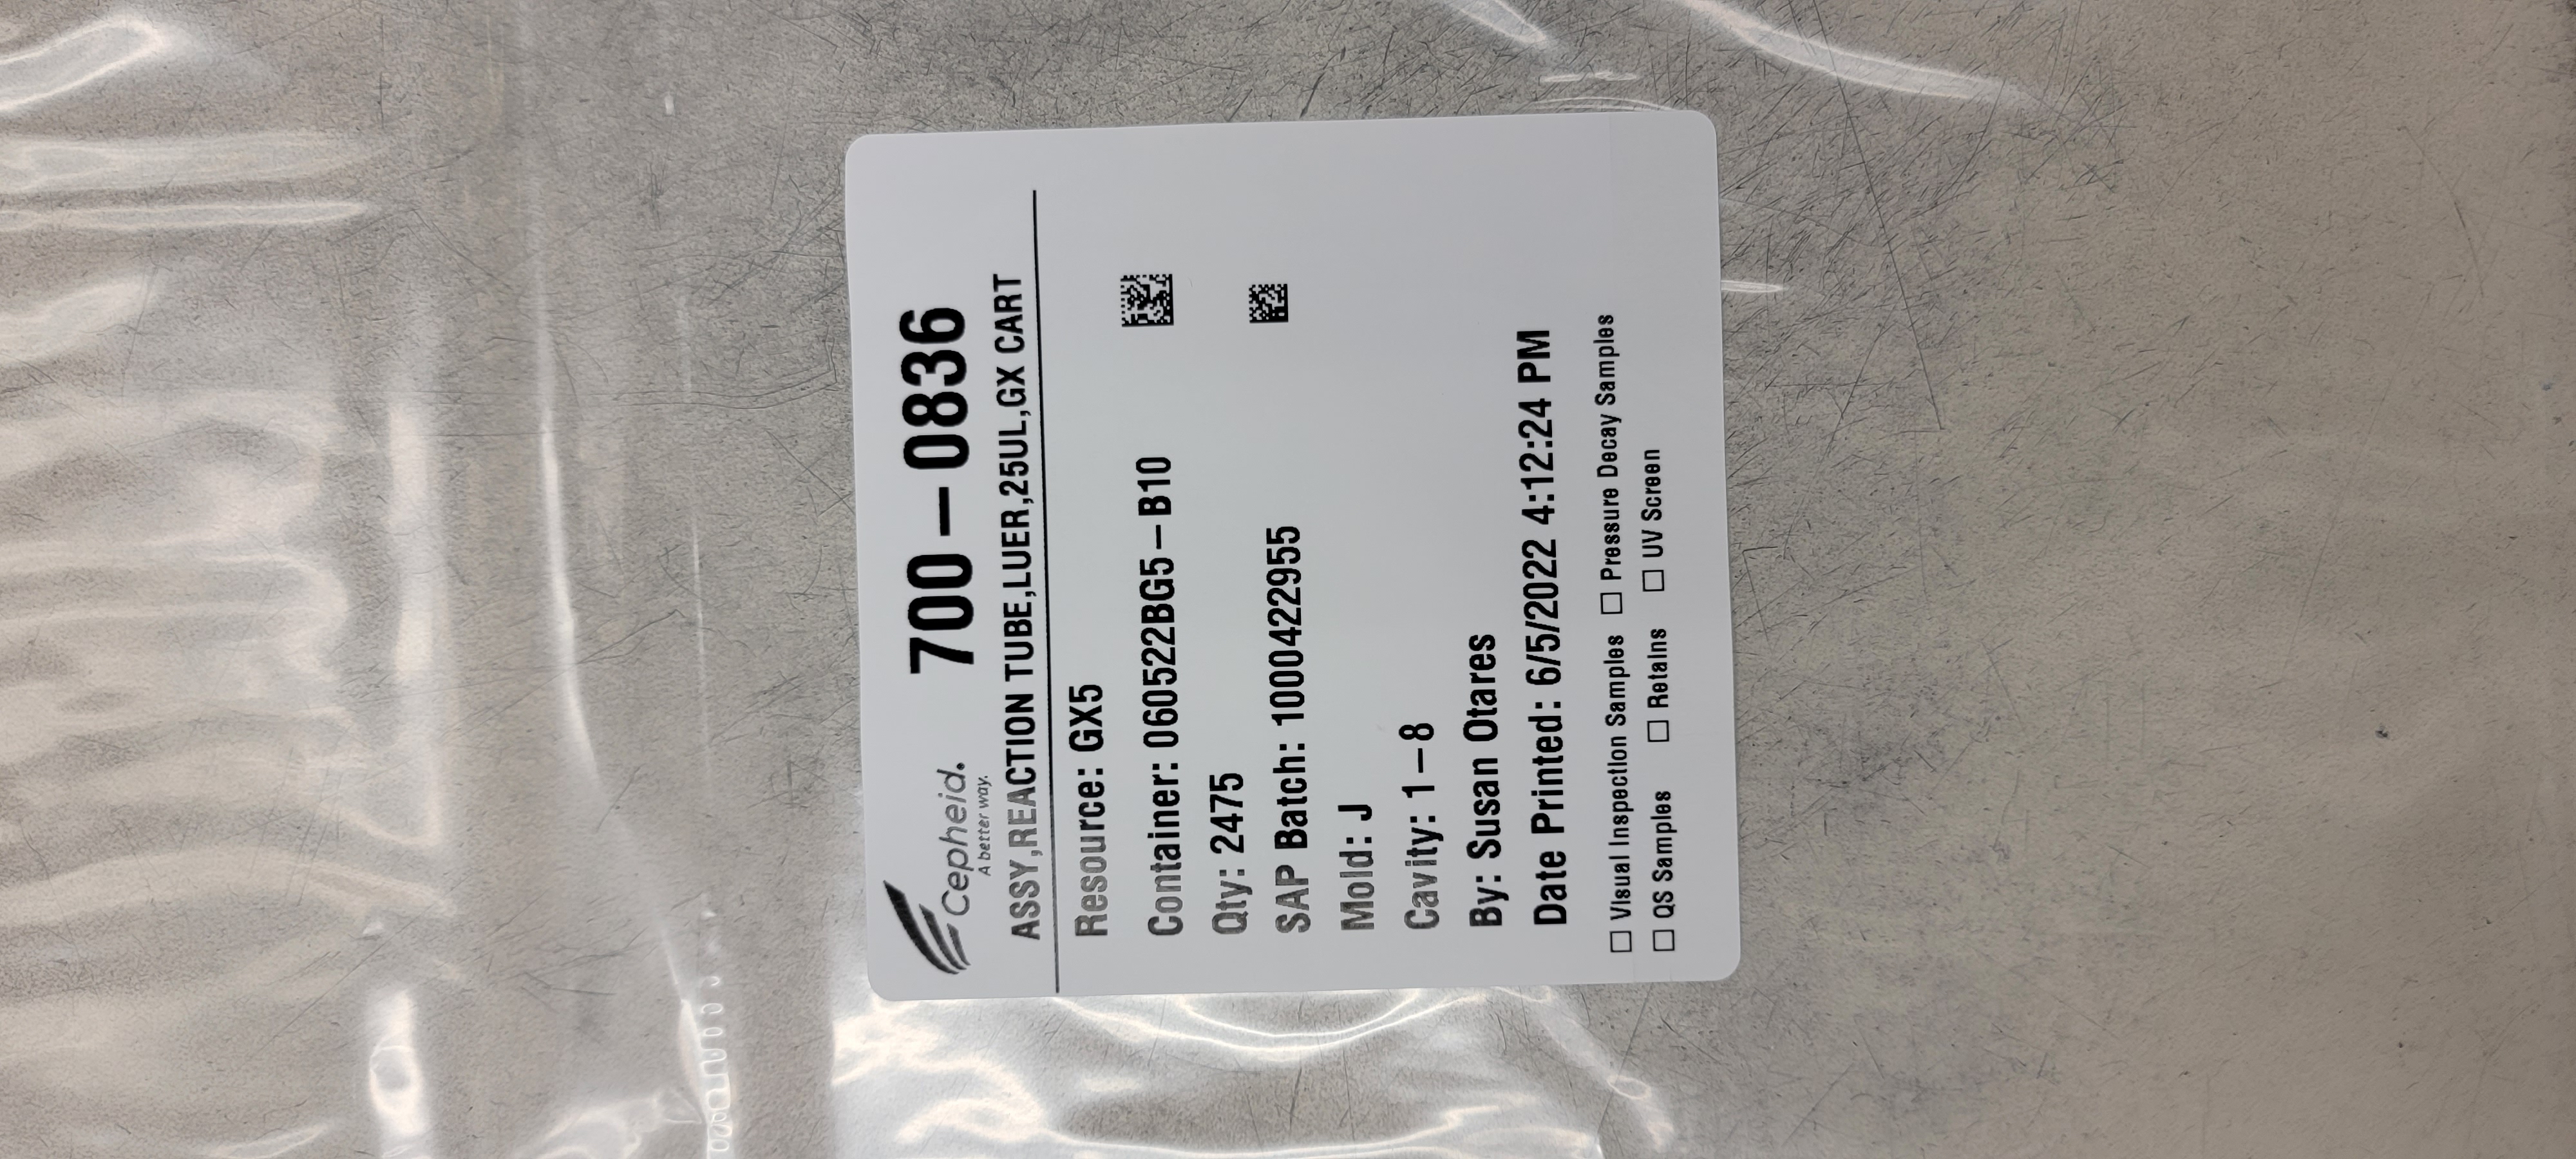 Cepheid.
A better way.
700-0836
ASSY,REACTION TUBE,LUER,25UL,GX CART
Resource: GX5
Container: 060522BG5-B10
Qty: 2475
SAP Batch: 1000422955
Mold: J
Cavity: 1-8
By: Susan Otares
Date Printed: 6/5/2022 4:12:24 PM
☐ Visual Inspection Samples ☐ Pressure Decay Samples
☐ QS Samples ☐ Retains ☐ UV Screen